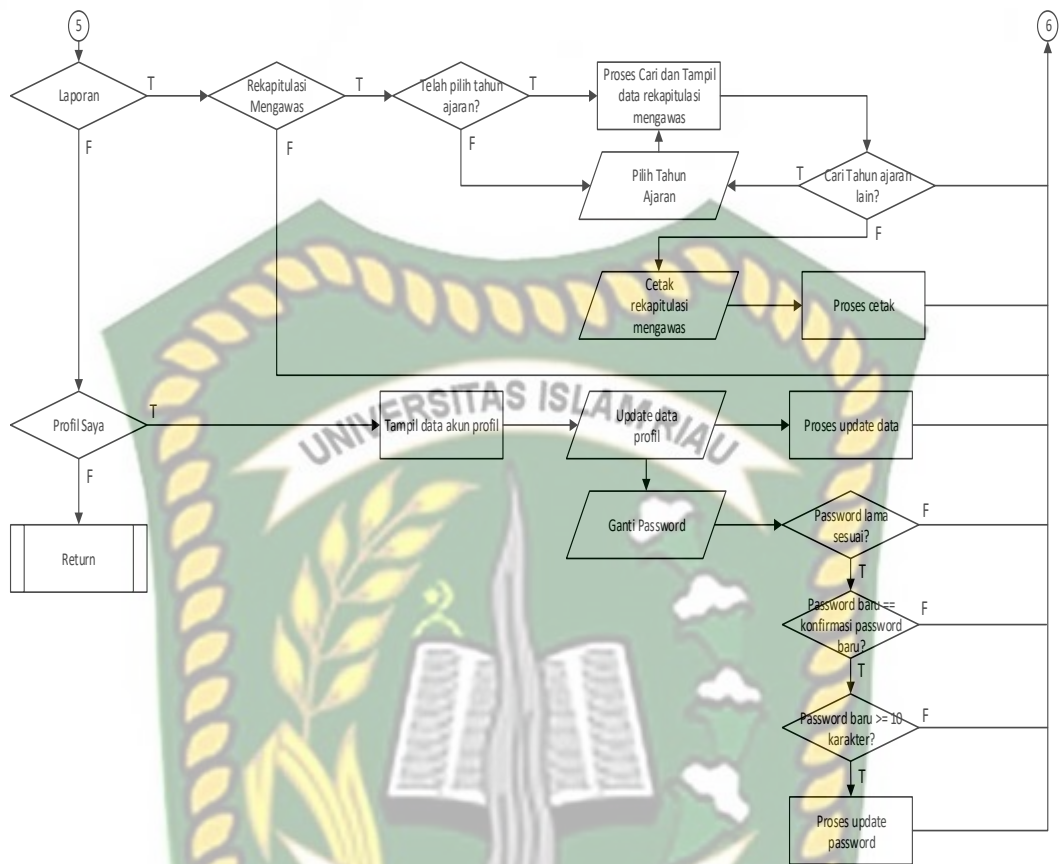 5
6
Laporan
T
Rekapitulasi
Mengawas
T
Telah pilih tahun
ajaran?
T
Proses Cari dan Tampil
data rekapitulasi
mengawas
F
F
F
Pilih Tahun
Ajaran
T
Cari Tahun ajaran
lain?
F
Cetak
rekapitulasi
mengawas
Proses cetak
UNIVERSITAS ISLAM RIAU
Profil Saya
T
Tampil data akun profil
Update data
profil
Proses update data
F
Ganti Password
Password lama
sesuai?
F
Return
T
Password baru ==
konfirmasi password
baru?
F
T
Password baru >= 10
karakter?
F
T
Proses update
password